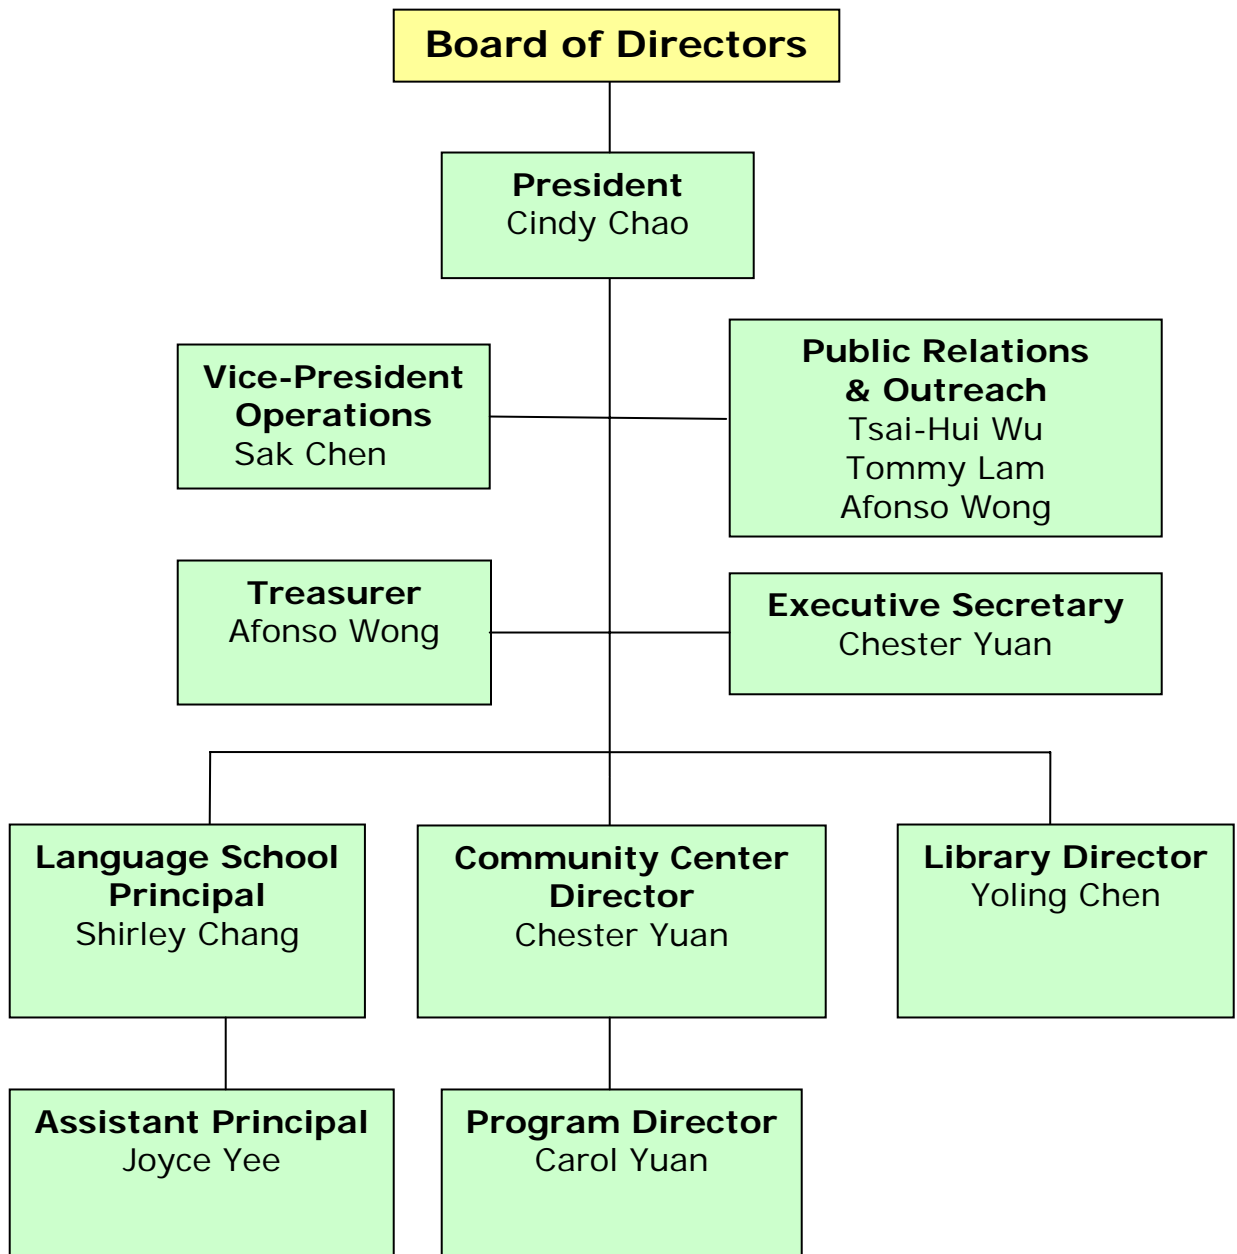 Board of Directors
President
Cindy Chao
Vice-President
Operations
Sak Chen
Public Relations
& Outreach
Tsai-Hui Wu
Tommy Lam
Afonso Wong
Treasurer
Afonso Wong
Executive Secretary
Chester Yuan
Language School
Principal
Shirley Chang
Community Center
Director
Chester Yuan
Library Director
Yoling Chen
Assistant Principal
Joyce Yee
Program Director
Carol Yuan